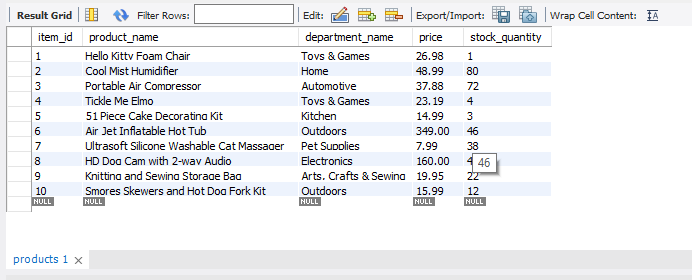 Result Grid Filter Rows: Edit: Export/Import: Wrap Cell Content: IA
item_id product_name department_name price stock_quantity
1 Hello Kitty Foam Chair Toys & Games 26.98 1
2 Cool Mist Humidifier Home 48.99 80
3 Portable Air Compressor Automotive 37.88 72
4 Tickle Me Elmo Toys & Games 23.19 4
5 51 Piece Cake Decorating Kit Kitchen 14.99 3
6 Air Jet Inflatable Hot Tub Outdoors 349.00 46
7 Ultrasoft Silicone Washable Cat Massager Pet Supplies 7.99 38
8 HD Dog Cam with 2-way Audio Electronics 160.00 4
46
9 Knitting and Sewing Storage Bag Arts, Crafts & Sewing 19.95 22
10 Smores Skewers and Hot Dog Fork Kit Outdoors 15.99 12
NULL NULL NULL NULL NULL
products 1